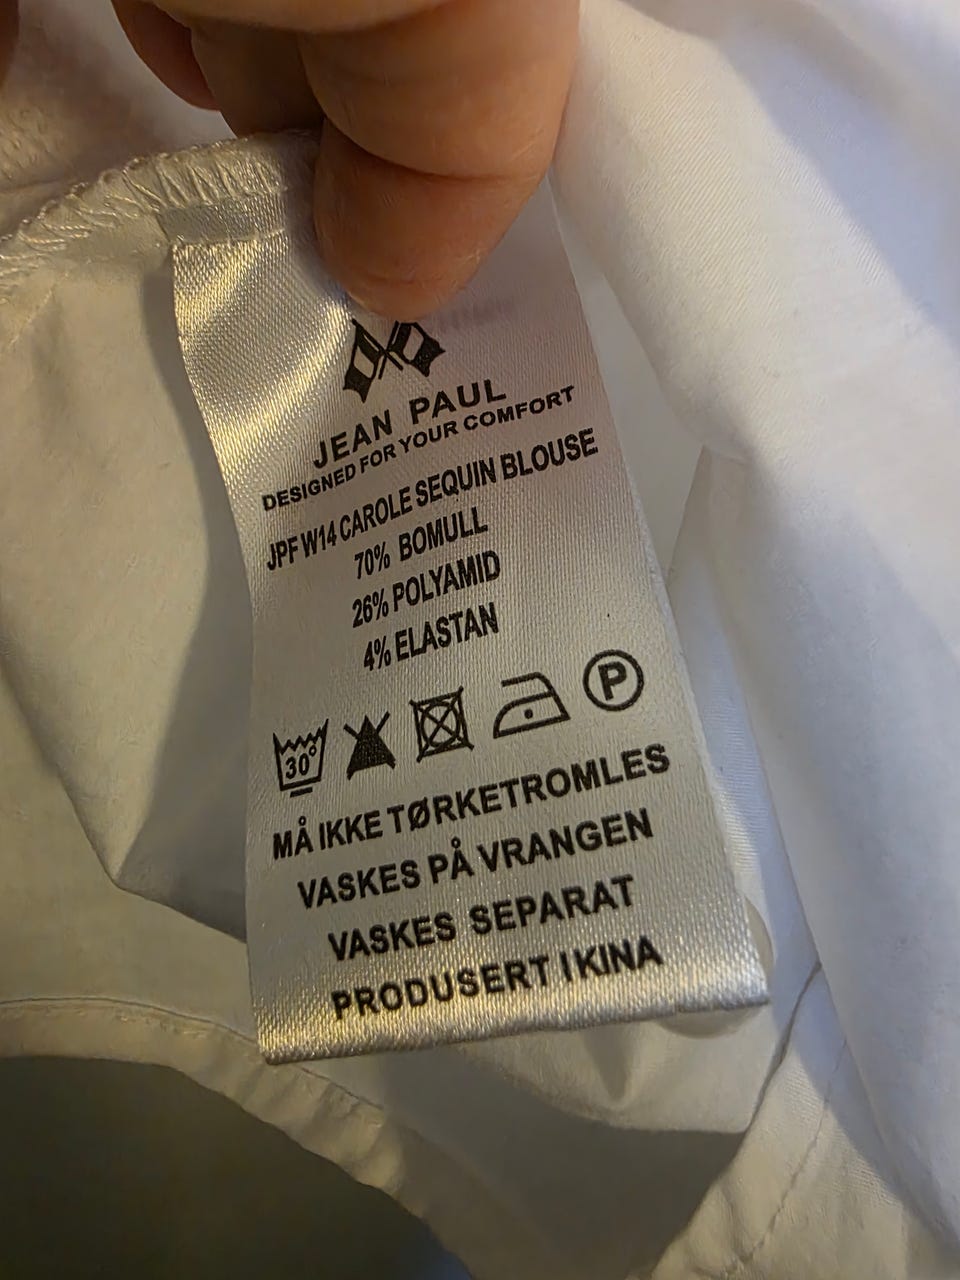 JEAN PAUL
DESIGNED FOR YOUR COMFORT
JPF W14 CAROLE SEQUIN BLOUSE
70% BOMULL
26% POLYAMID
4% ELASTAN
30° P
MÅ IKKE TØRKETROMLES
VASKES PÅ VRANGEN
VASKES SEPARAT
PRODUSERT I KINA